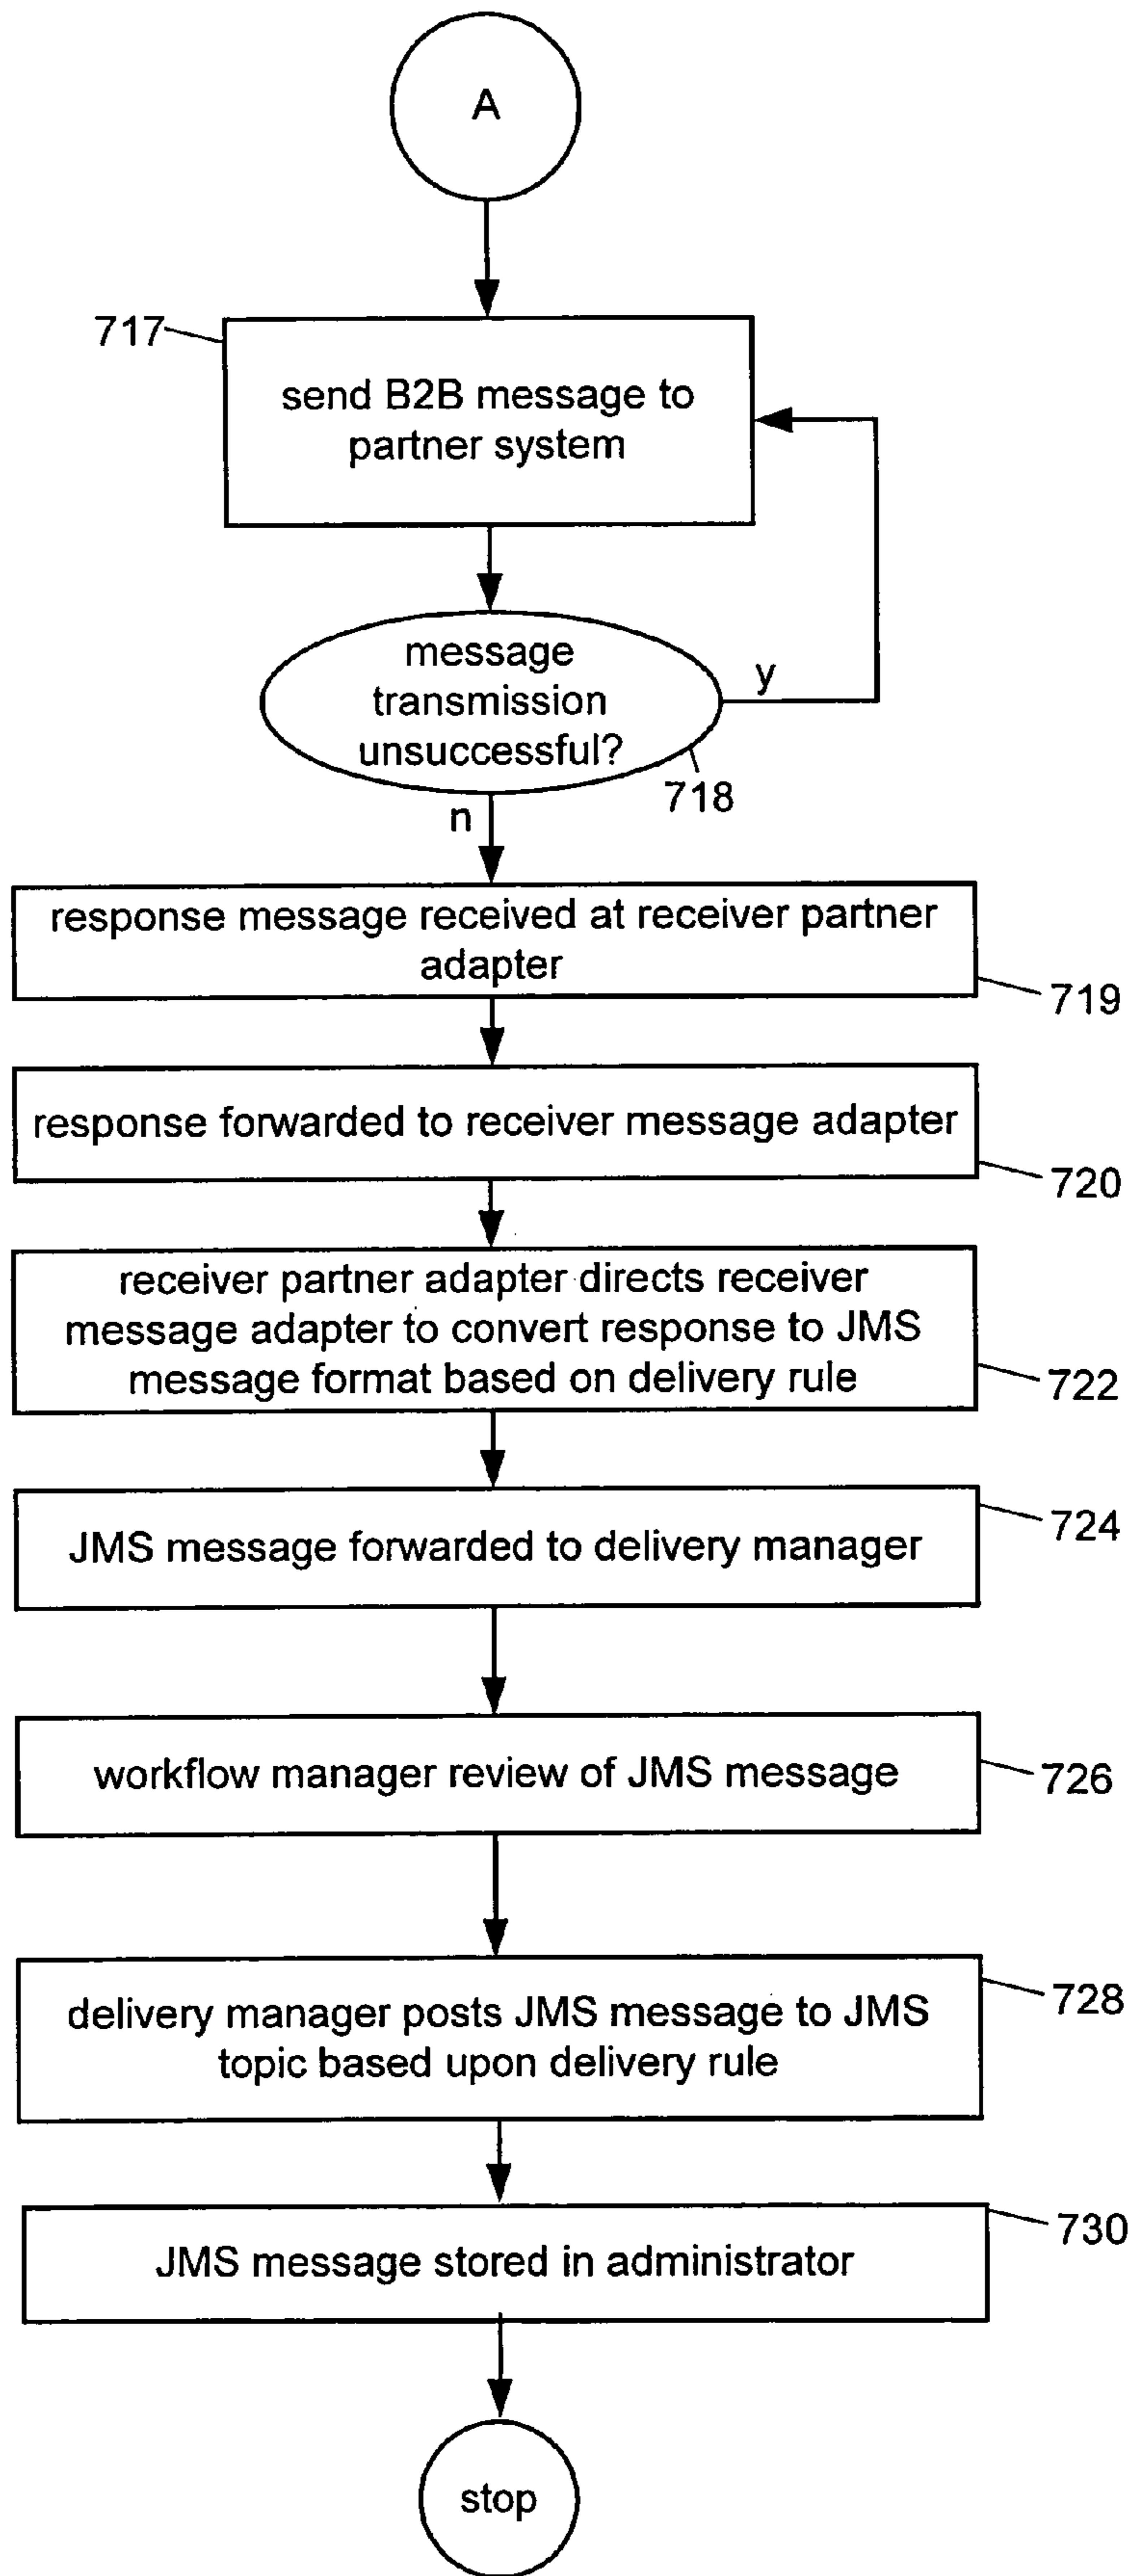 A
717
send B2B message to
partner system
message
transmission
unsuccessful?
y
718
n
response message received at receiver partner
adapter
719
response forwarded to receiver message adapter
720
receiver partner adapter directs receiver
message adapter to convert response to JMS
message format based on delivery rule
722
JMS message forwarded to delivery manager
724
workflow manager review of JMS message
726
delivery manager posts JMS message to JMS
topic based upon delivery rule
728
JMS message stored in administrator
730
stop